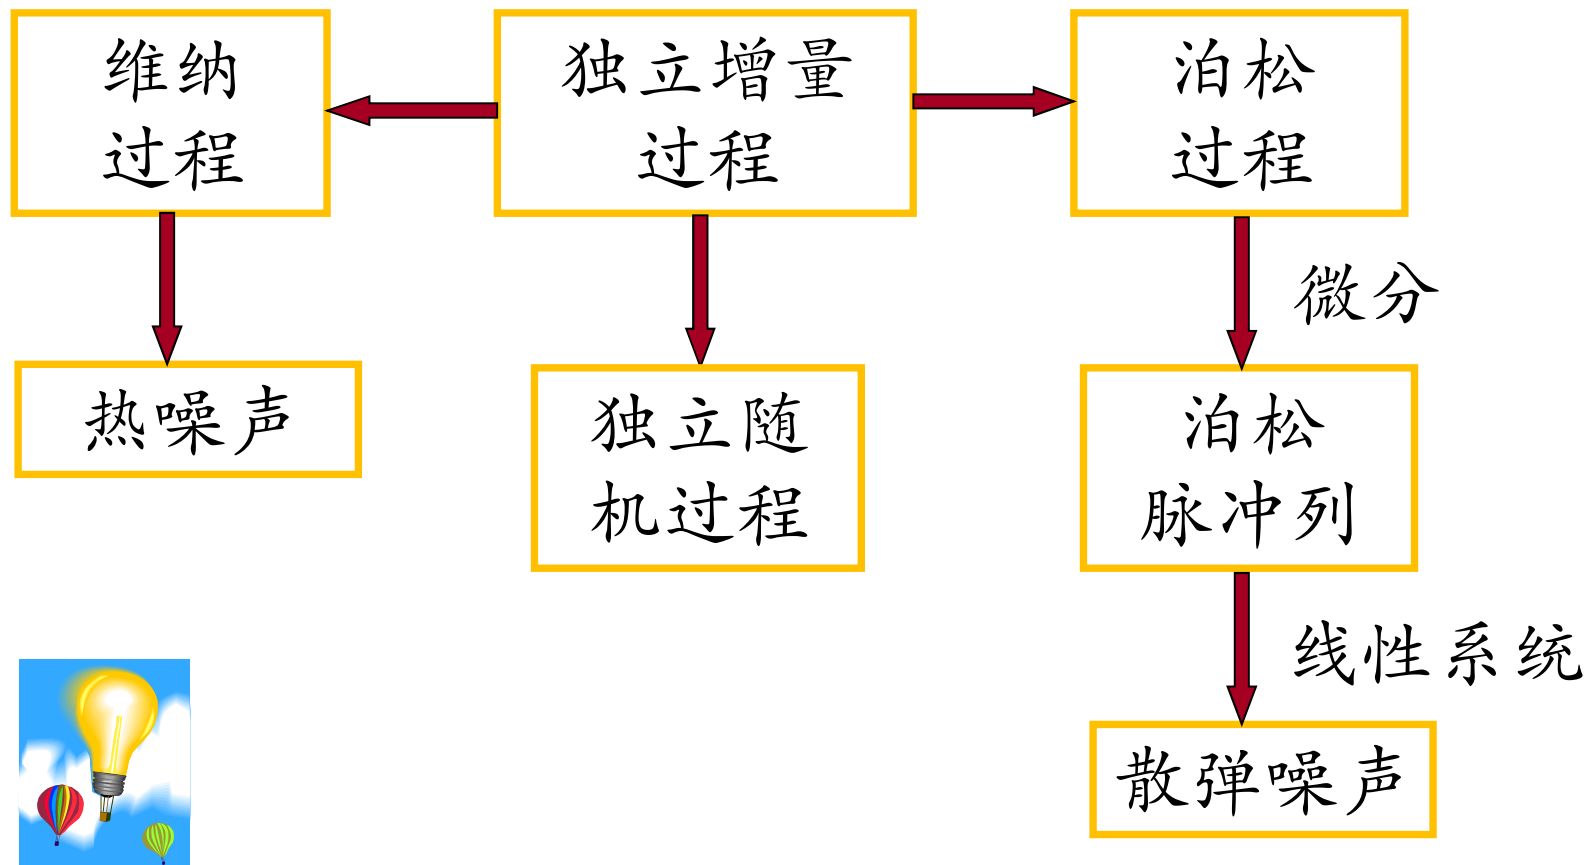 维纳
过程
独立增量
过程
泊松
过程
微分
热噪声
独立随
机过程
泊松
脉冲列
线性系统
散弹噪声